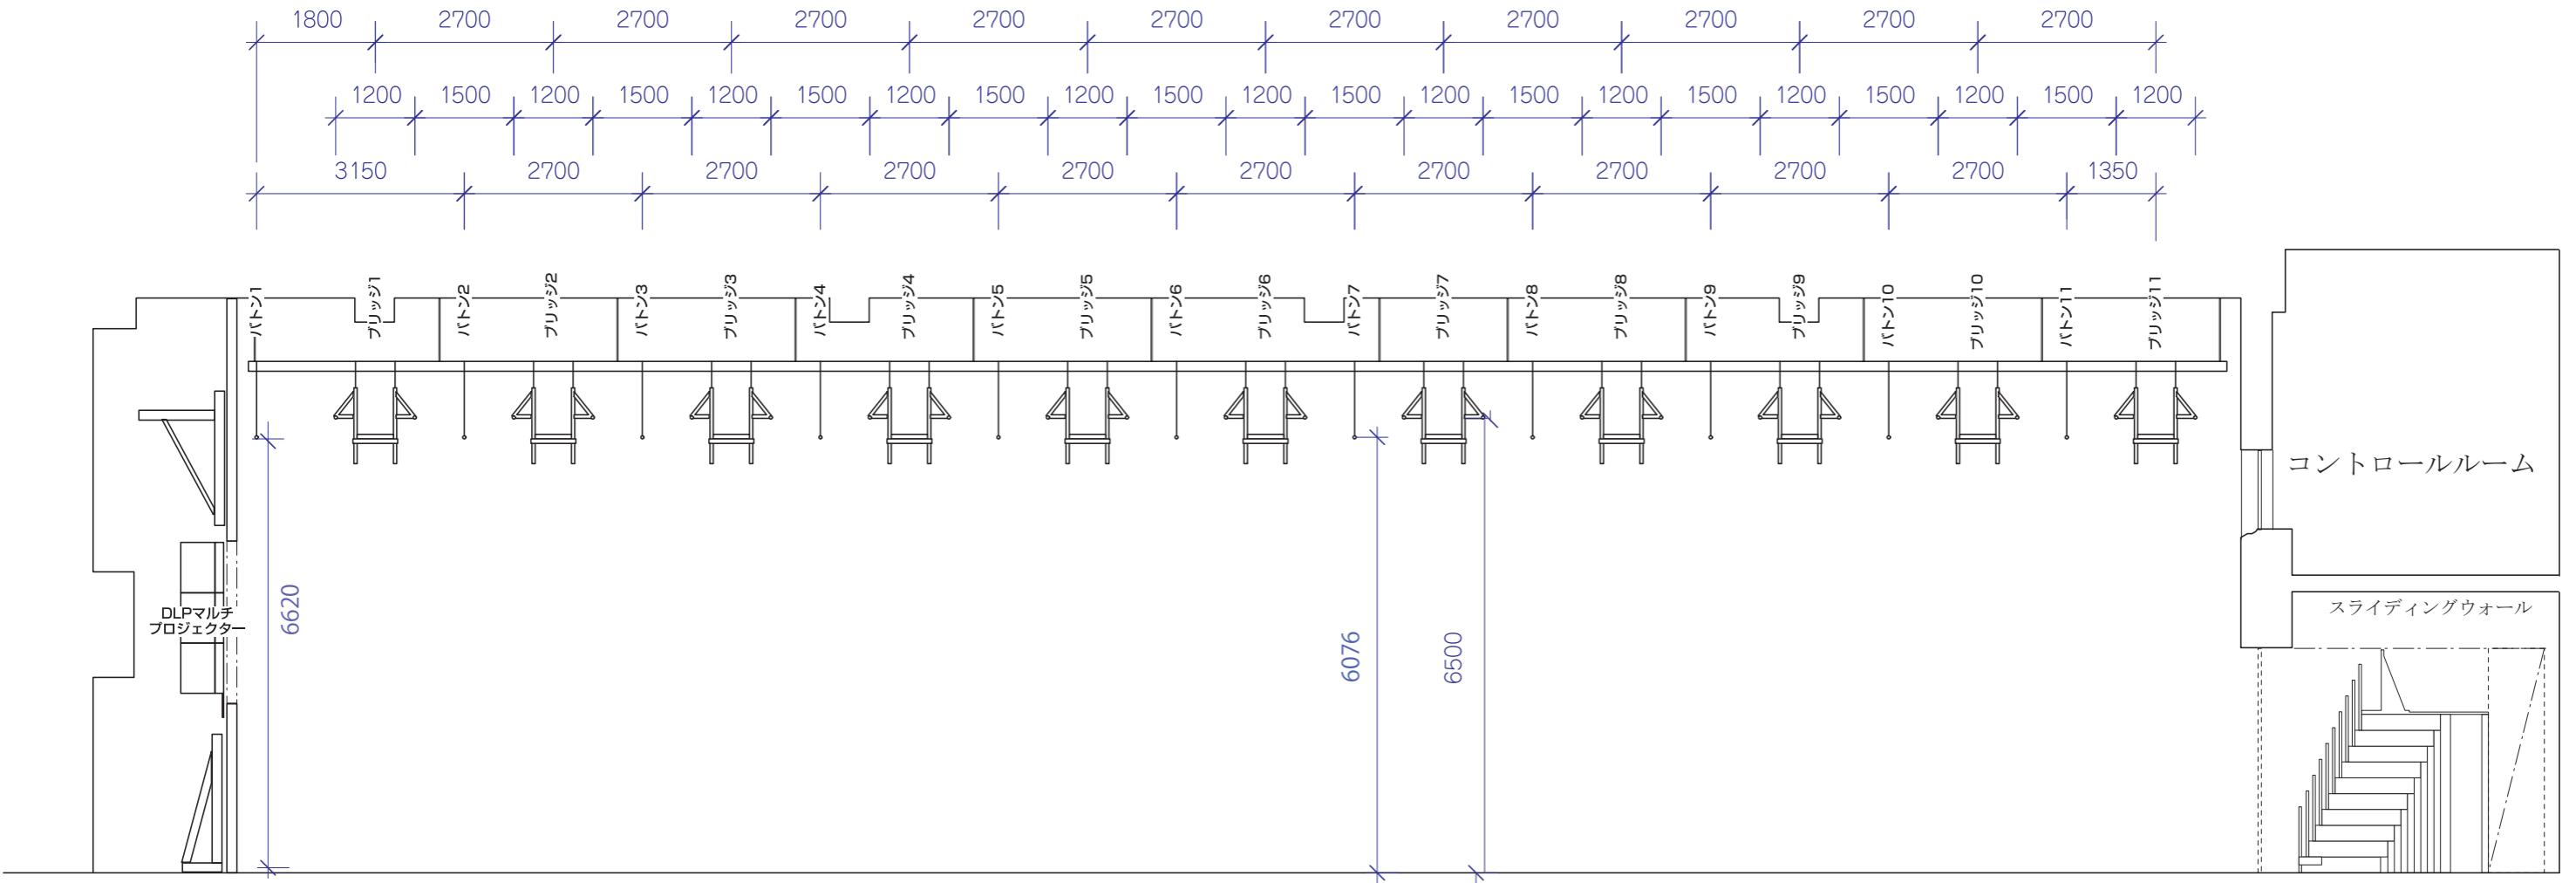 1800 2700 2700 2700 2700 2700 2700 2700 2700 2700 2700
1200 1500 1200 1500 1200 1500 1200 1500 1200 1500 1200 1500 1200 1500 1200 1500 1200 1500 1200 1500 1200
3150 2700 2700 2700 2700 2700 2700 2700 2700 2700 1350
バトン1 ブリッジ1 バトン2 ブリッジ2 バトン3 ブリッジ3 バトン4 ブリッジ4 バトン5 ブリッジ5 バトン6 ブリッジ6 バトン7 ブリッジ7 バトン8 ブリッジ8 バトン9 ブリッジ9 バトン10 ブリッジ10 バトン11 ブリッジ11
コントロールルーム
DLPマルチ
プロジェクター
6620
6076
6500
スライディングウォール